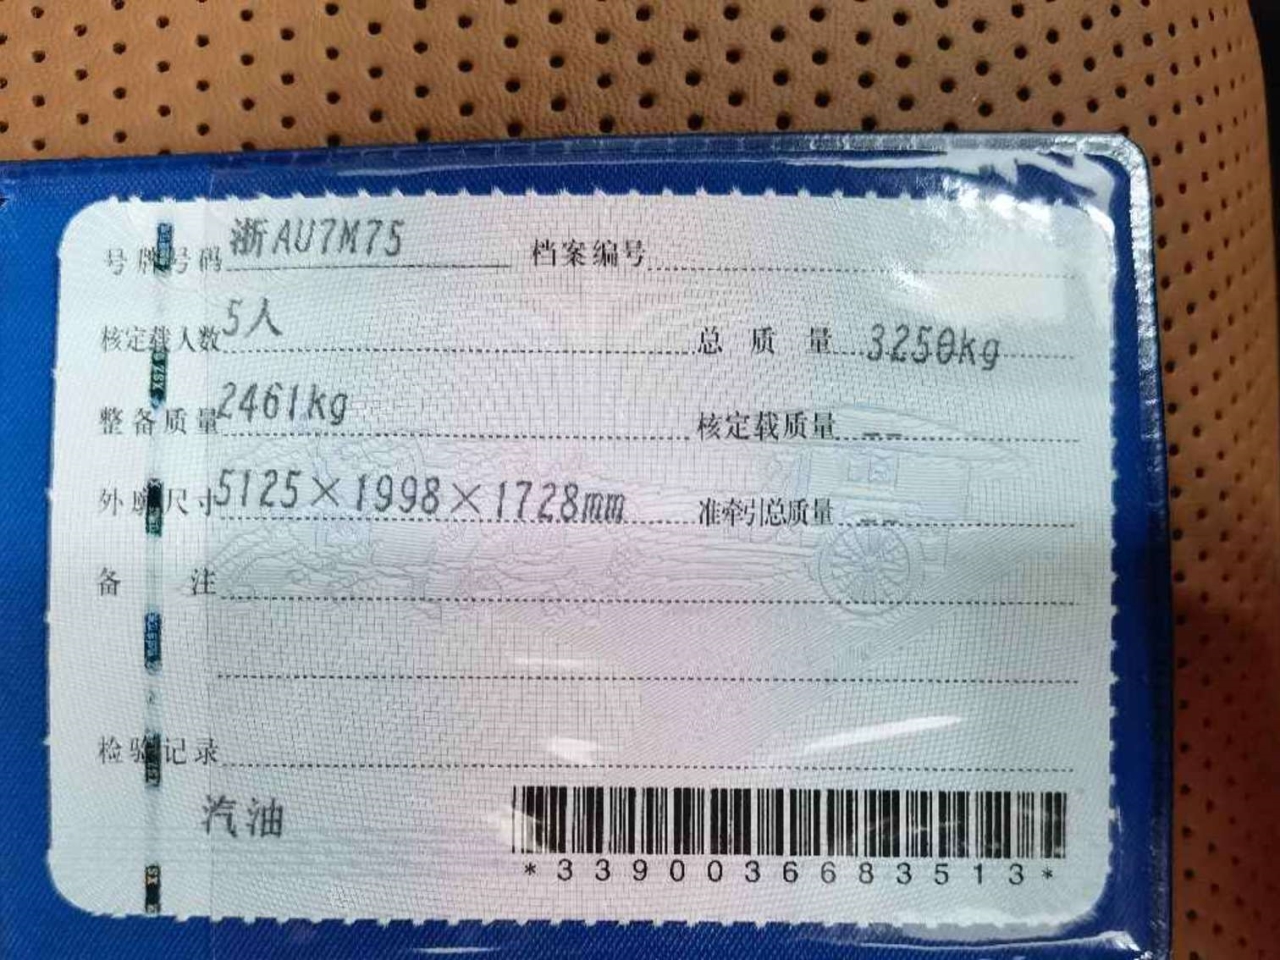 号牌号码 浙AU7M75 档案编号
核定载人数 5人 总质量 3250kg
整备质量 2461kg 核定载质量 --
外廓尺寸 5125×1998×1728mm 准牵引总质量 --
备注
检验记录
汽油
*3390036683513*